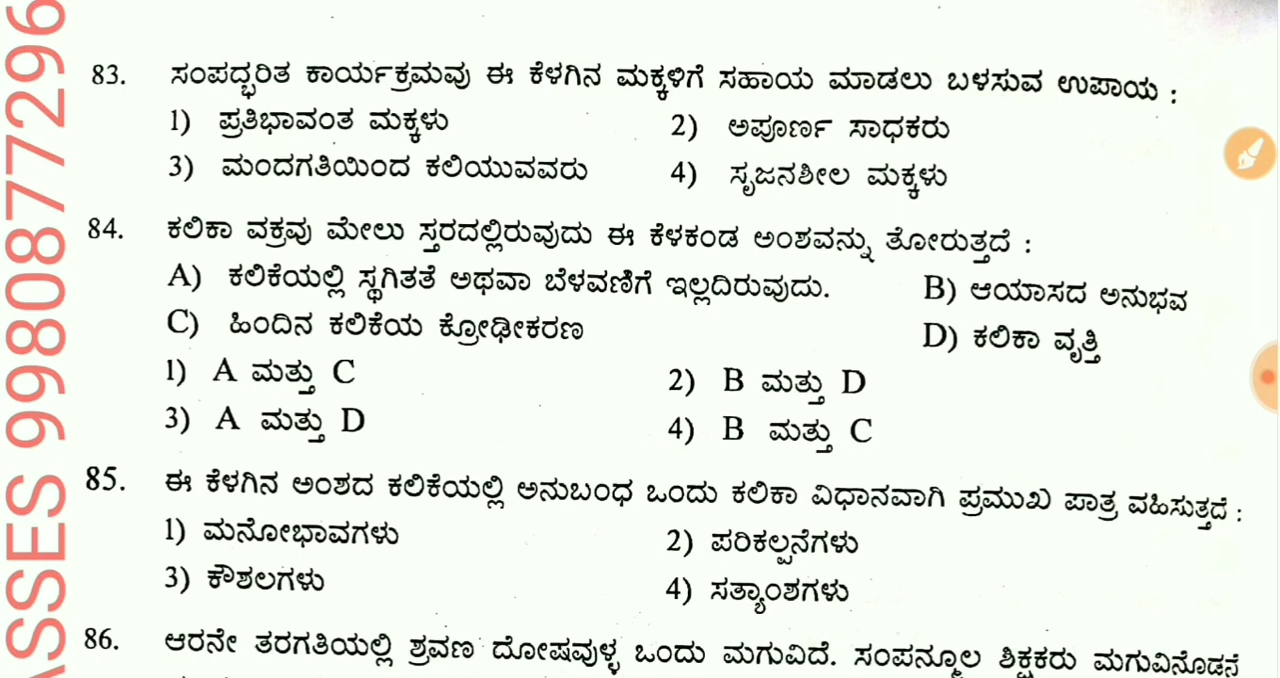 ASSES 9980877296
83. ಸಂಪದ್ಭರಿತ ಕಾರ್ಯಕ್ರಮವು ಈ ಕೆಳಗಿನ ಮಕ್ಕಳಿಗೆ ಸಹಾಯ ಮಾಡಲು ಬಳಸುವ ಉಪಾಯ :
1) ಪ್ರತಿಭಾವಂತ ಮಕ್ಕಳು 2) ಅಪೂರ್ಣ ಸಾಧಕರು
3) ಮಂದಗತಿಯಿಂದ ಕಲಿಯುವವರು 4) ಸೃಜನಶೀಲ ಮಕ್ಕಳು
84. ಕಲಿಕಾ ವಕ್ರವು ಮೇಲು ಸ್ತರದಲ್ಲಿರುವುದು ಈ ಕೆಳಕಂಡ ಅಂಶವನ್ನು ತೋರುತ್ತದೆ :
A) ಕಲಿಕೆಯಲ್ಲಿ ಸ್ಥಗಿತತೆ ಅಥವಾ ಬೆಳವಣಿಗೆ ಇಲ್ಲದಿರುವುದು. B) ಆಯಾಸದ ಅನುಭವ
C) ಹಿಂದಿನ ಕಲಿಕೆಯ ಕ್ರೋಢೀಕರಣ D) ಕಲಿಕಾ ವೃತ್ತಿ
1) A ಮತ್ತು C 2) B ಮತ್ತು D
3) A ಮತ್ತು D 4) B ಮತ್ತು C
85. ಈ ಕೆಳಗಿನ ಅಂಶದ ಕಲಿಕೆಯಲ್ಲಿ ಅನುಬಂಧ ಒಂದು ಕಲಿಕಾ ವಿಧಾನವಾಗಿ ಪ್ರಮುಖ ಪಾತ್ರ ವಹಿಸುತ್ತದೆ :
1) ಮನೋಭಾವಗಳು 2) ಪರಿಕಲ್ಪನೆಗಳು
3) ಕೌಶಲಗಳು 4) ಸತ್ಯಾಂಶಗಳು
86. ಆರನೇ ತರಗತಿಯಲ್ಲಿ ಶ್ರವಣ ದೋಷವುಳ್ಳ ಒಂದು ಮಗುವಿದೆ. ಸಂಪನ್ಮೂಲ ಶಿಕ್ಷಕರು ಮಗುವಿನೊಡನೆ